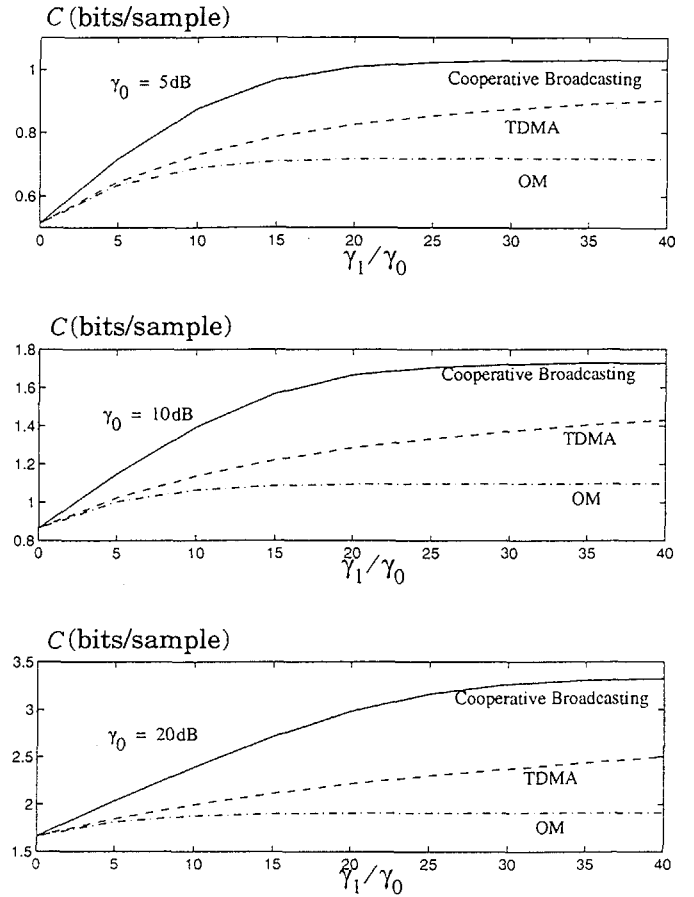 C (bits/sample)
γ₀ = 5dB
Cooperative Broadcasting
TDMA
OM
1
0.8
0.6
0 5 10 15 20 25 30 35 40
γ₁/γ₀
C (bits/sample)
1.8
1.6
1.4
1.2
1
0.8
γ₀ = 10dB
Cooperative Broadcasting
TDMA
OM
0 5 10 15 20 25 30 35 40
γ₁/γ₀
C (bits/sample)
3.5
3
2.5
2
1.5
γ₀ = 20dB
Cooperative Broadcasting
TDMA
OM
0 5 10 15 20 25 30 35 40
γ₁/γ₀